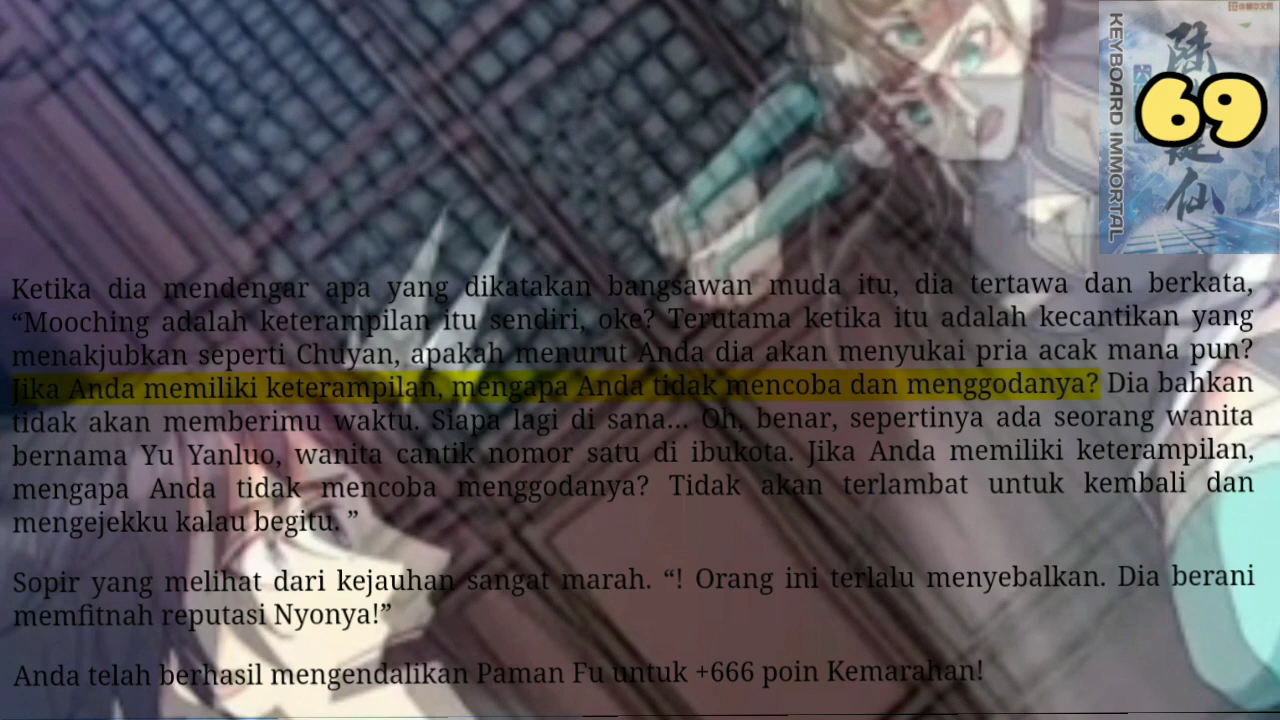 KEYBOARD IMMORTAL
69
仙
Ketika dia mendengar apa yang dikatakan bangsawan muda itu, dia tertawa dan berkata,
“Mooching adalah keterampilan itu sendiri, oke? Terutama ketika itu adalah kecantikan yang
menakjubkan seperti Chuyan, apakah menurut Anda dia akan menyukai pria acak mana pun?
Jika Anda memiliki keterampilan, mengapa Anda tidak mencoba dan menggodanya? Dia bahkan
tidak akan memberimu waktu. Siapa lagi di sana... Oh, benar, sepertinya ada seorang wanita
bernama Yu Yanluo, wanita cantik nomor satu di ibukota. Jika Anda memiliki keterampilan,
mengapa Anda tidak mencoba menggodanya? Tidak akan terlambat untuk kembali dan
mengejekku kalau begitu. ”
Sopir yang melihat dari kejauhan sangat marah. “! Orang ini terlalu menyebalkan. Dia berani
memfitnah reputasi Nyonya!”
Anda telah berhasil mengendalikan Paman Fu untuk +666 poin Kemarahan!